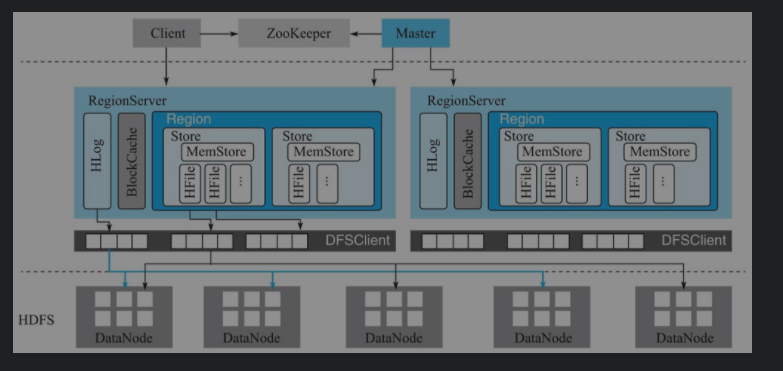 Client
ZooKeeper
Master
RegionServer
HLog
BlockCache
Region
Store
MemStore
HFile
HFile
...
Store
MemStore
HFile
...
DFSClient
RegionServer
HLog
BlockCache
Region
Store
MemStore
HFile
HFile
...
Store
MemStore
HFile
...
DFSClient
HDFS
DataNode
DataNode
DataNode
DataNode
DataNode